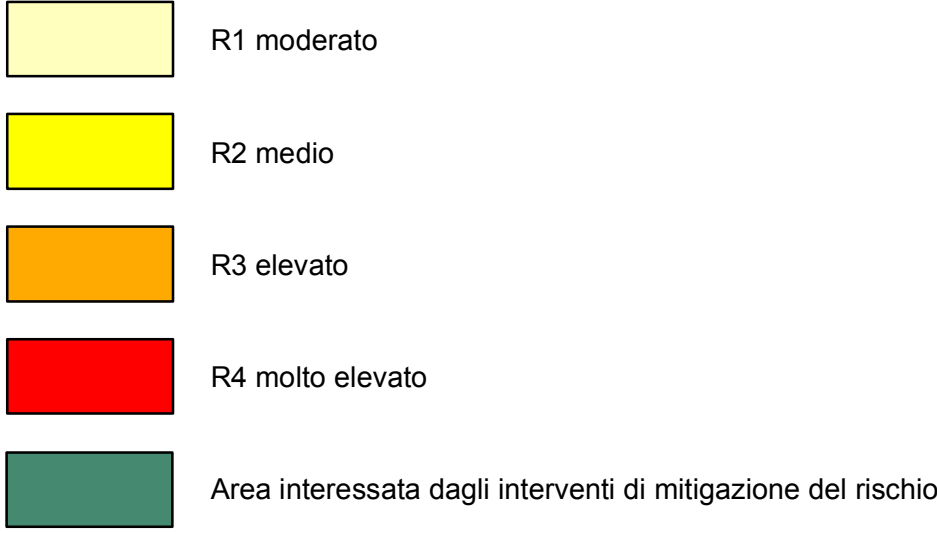 R1 moderato
R2 medio
R3 elevato
R4 molto elevato
Area interessata dagli interventi di mitigazione del rischio